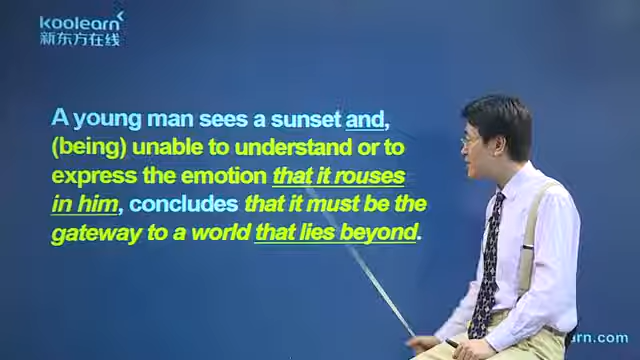 koolearn
新东方在线
A young man sees a sunset and,
(being) unable to understand or to
express the emotion that it rouses
in him, concludes that it must be the
gateway to a world that lies beyond.
rn.com